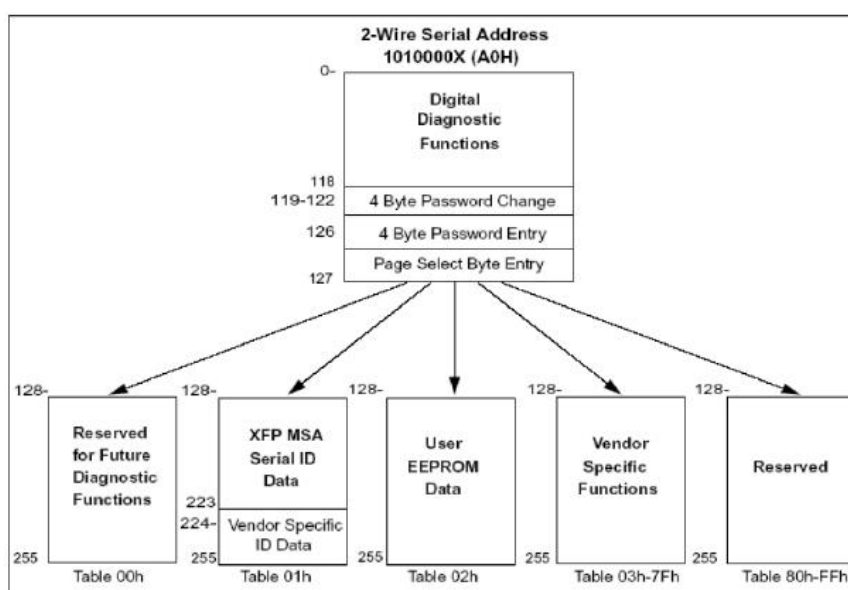 2-Wire Serial Address
1010000X (A0H)
0-
Digital
Diagnostic
Functions
118
119-122
4 Byte Password Change
126
4 Byte Password Entry
Page Select Byte Entry
127
128-
Reserved
for Future
Diagnostic
Functions
255
Table 00h
128-
XFP MSA
Serial ID
Data
223
224-
Vendor Specific
ID Data
255
Table 01h
128-
User
EEPROM
Data
255
Table 02h
128-
Vendor
Specific
Functions
255
Table 03h-7Fh
128-
Reserved
255
Table 80h-FFh